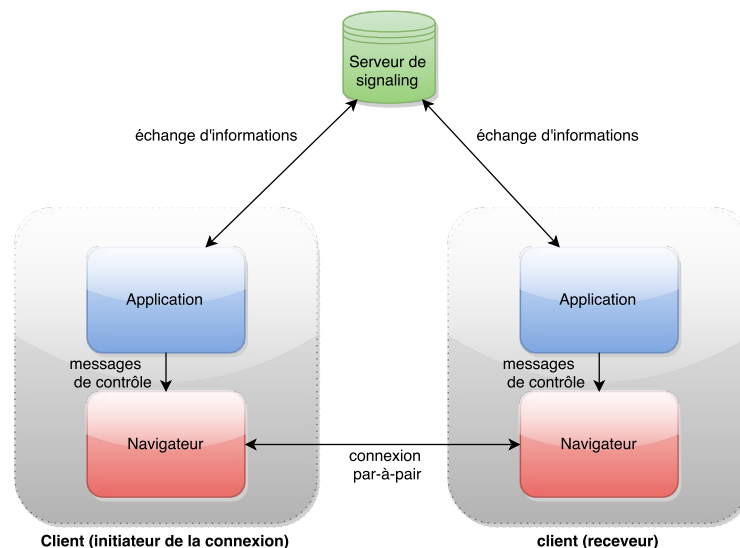 Serveur de
signaling
échange d'informations
échange d'informations
Application
Application
messages
de contrôle
messages
de contrôle
Navigateur
Navigateur
connexion
par-à-pair
Client (initiateur de la connexion)
client (receveur)